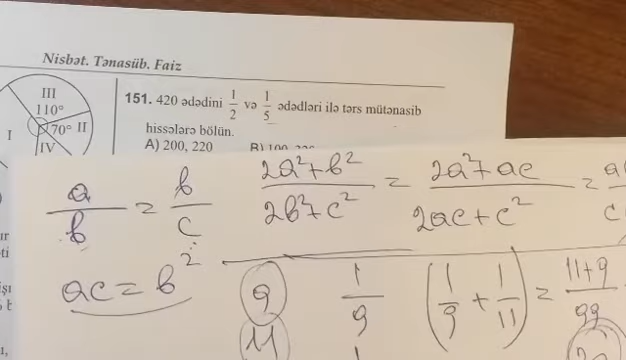 Nisbət. Tənasüb. Faiz
III
110°
I
70° II
IV
151. 420 ədədini 1/2 və 1/5 ədədləri ilə tərs mütənasib
hissələrə bölün.
A) 200, 220
a/b = b/c
(2a²+b²)/(2b²+c²) = (2a²+ac)/(2ac+c²) =
ac = b²
9
1/9
(1/9 + 1/11) = (11+9)/99
11